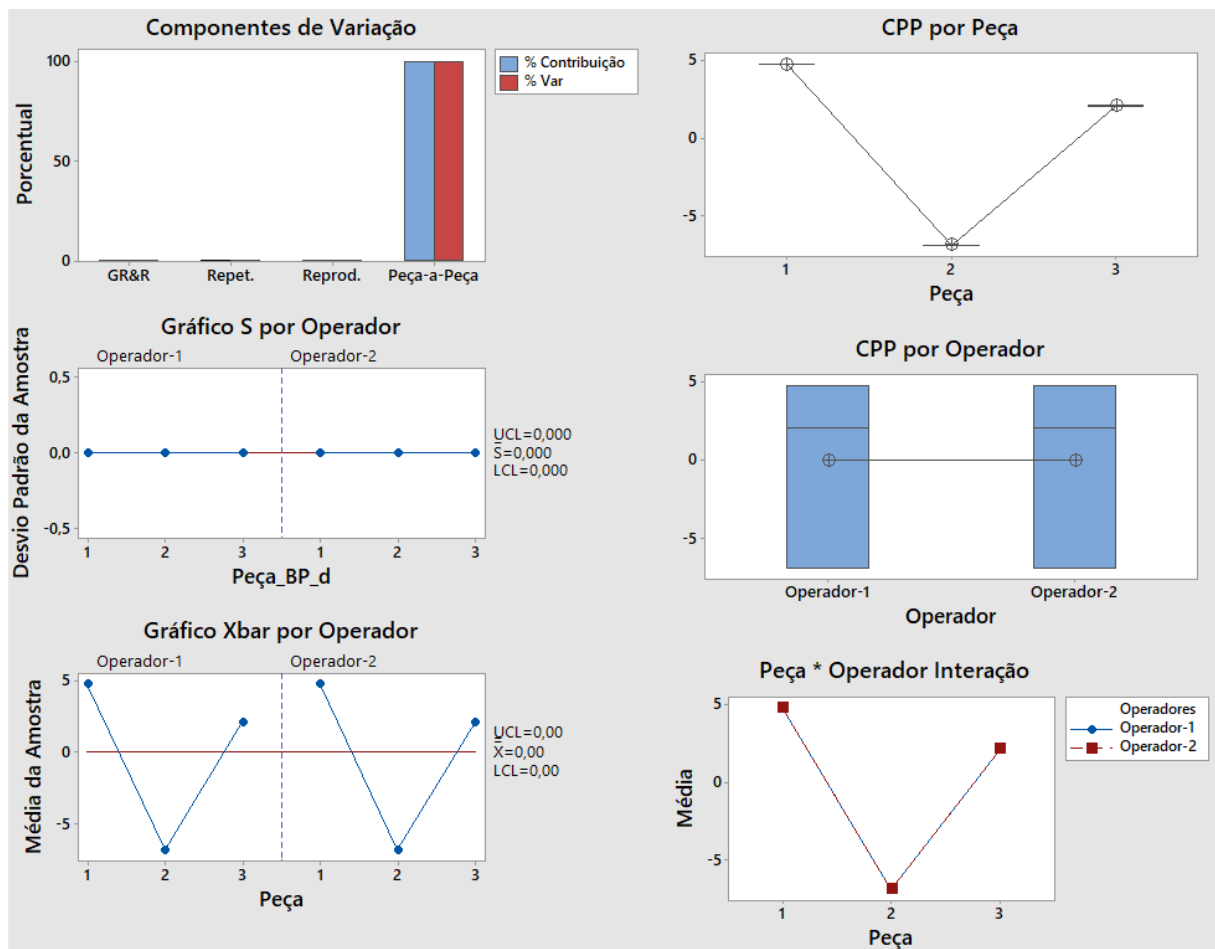 Componentes de Variação
100
50
0
Porcentual
GR&R Repet. Reprod. Peça-a-Peça
% Contribuição
% Var
CPP por Peça
5
0
-5
1 2 3
Peça
Gráfico S por Operador
Operador-1 Operador-2
0,5
0,0
-0,5
Desvio Padrão da Amostra
UCL=0,000
S=0,000
LCL=0,000
1 2 3 1 2 3
Peça_BP_d
CPP por Operador
5
0
-5
Operador-1 Operador-2
Operador
Gráfico Xbar por Operador
Operador-1 Operador-2
5
0
-5
Média da Amostra
UCL=0,00
X=0,00
LCL=0,00
1 2 3 1 2 3
Peça
Peça * Operador Interação
5
0
-5
Média
1 2 3
Peça
Operadores
Operador-1
Operador-2